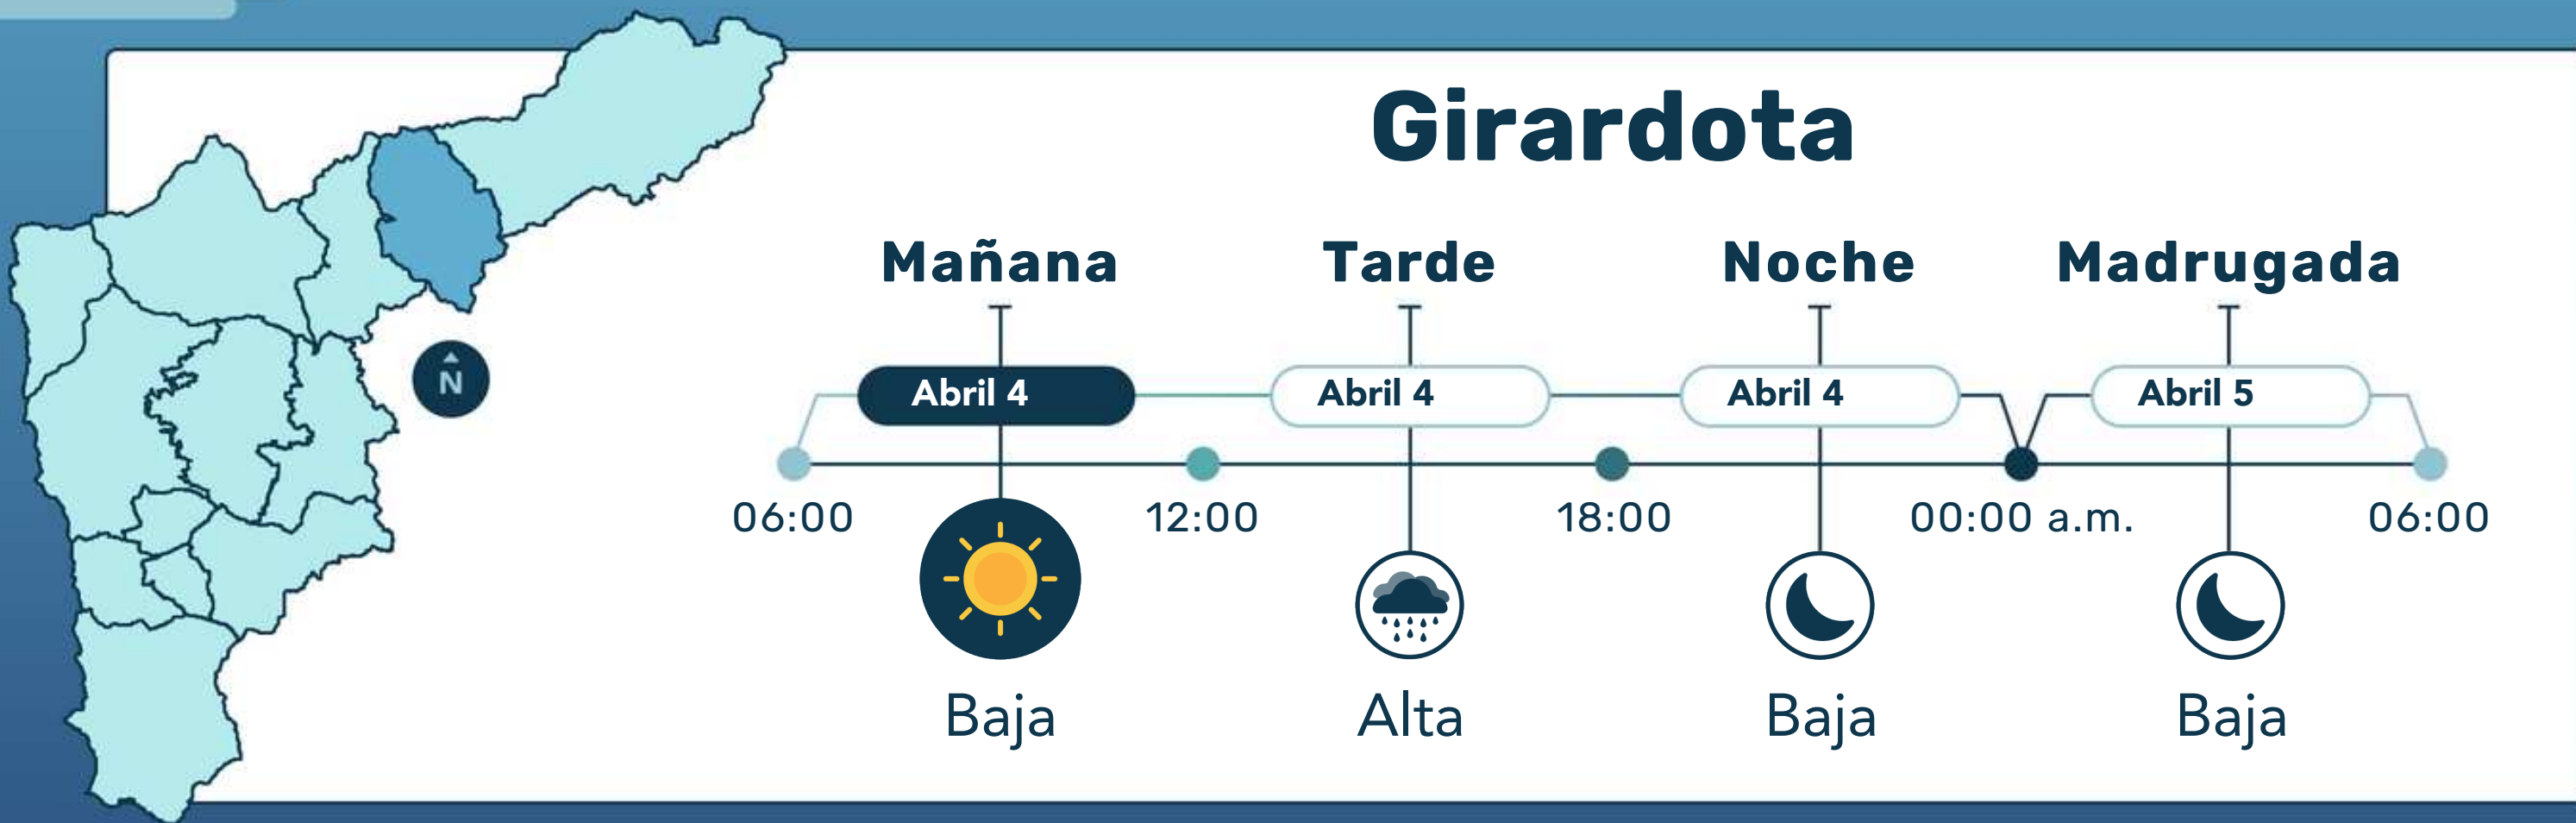 Girardota
Mañana Tarde Noche Madrugada
Abril 4 Abril 4 Abril 4 Abril 5
N
06:00 12:00 18:00 00:00 a.m. 06:00
Baja Alta Baja Baja